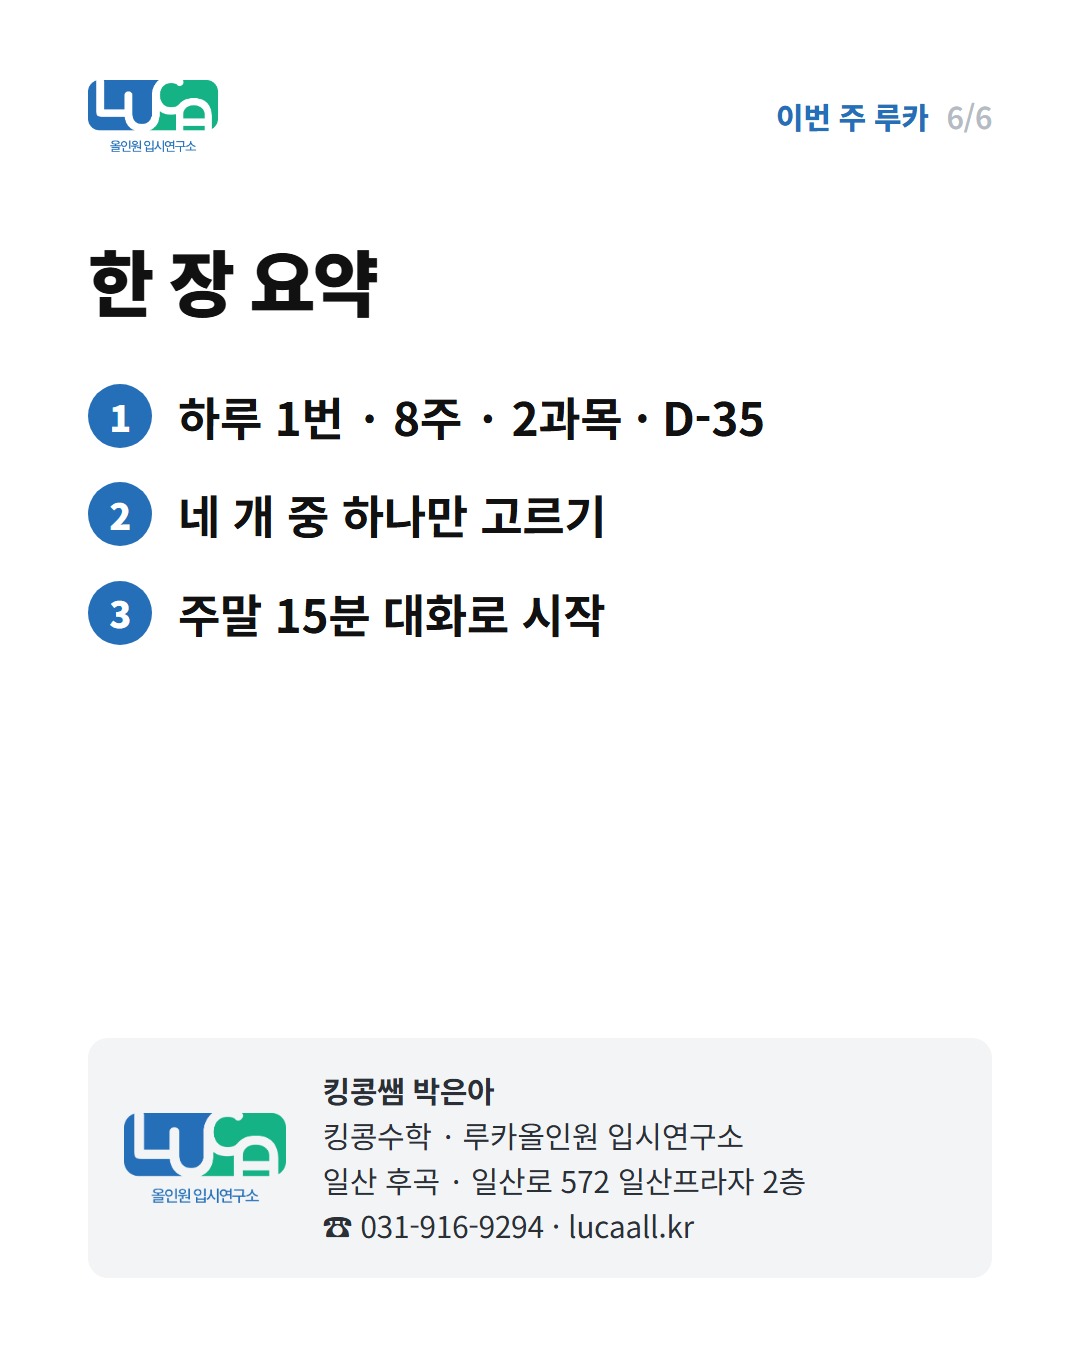 Luca
올인원 입시연구소
이번 주 루카 6/6
한 장 요약
1 하루 1번 · 8주 · 2과목 · D-35
2 네 개 중 하나만 고르기
3 주말 15분 대화로 시작
Luca
올인원 입시연구소
킹콩쌤 박은아
킹콩수학 · 루카올인원 입시연구소
일산 후곡 · 일산로 572 일산프라자 2층
☎ 031-916-9294 · lucaall.kr